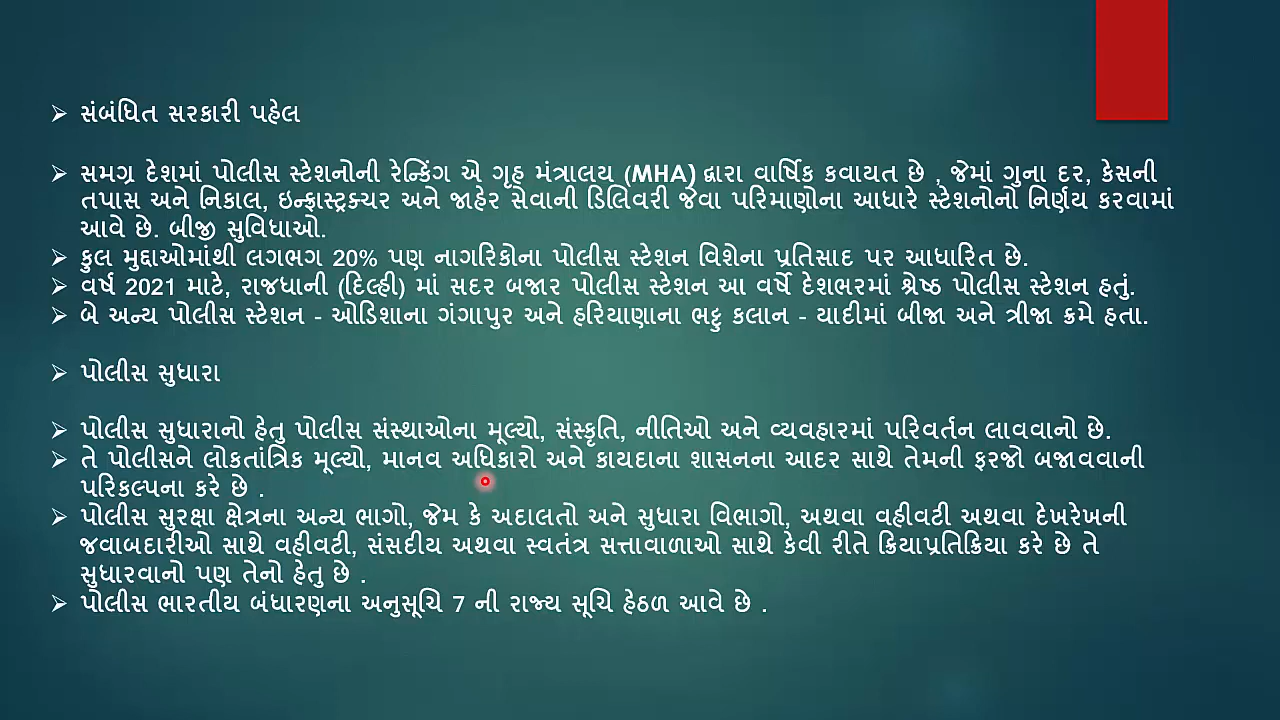 સંબંધિત સરકારી પહેલ
સમગ્ર દેશમાં પોલીસ સ્ટેશનોની રેન્કિંગ એ ગૃહ મંત્રાલય (MHA) દ્વારા વાર્ષિક કવાયત છે , જેમાં ગુના દર, કેસની
તપાસ અને નિકાલ, ઇન્ફ્રાસ્ટ્રક્ચર અને જાહેર સેવાની ડિલિવરી જેવા પરિમાણોના આધારે સ્ટેશનોનો નિર્ણય કરવામાં
આવે છે. બીજી સુવિધાઓ.
કુલ મુદ્દાઓમાંથી લગભગ 20% પણ નાગરિકોના પોલીસ સ્ટેશન વિશેના પ્રતિસાદ પર આધારિત છે.
વર્ષ 2021 માટે, રાજધાની (દિલ્હી) માં સદર બજાર પોલીસ સ્ટેશન આ વર્ષે દેશભરમાં શ્રેષ્ઠ પોલીસ સ્ટેશન હતું.
બે અન્ય પોલીસ સ્ટેશન - ઓડિશાના ગંગાપુર અને હરિયાણાના ભટ્ટુ કલાન - યાદીમાં બીજા અને ત્રીજા ક્રમે હતા.
પોલીસ સુધારા
પોલીસ સુધારાનો હેતુ પોલીસ સંસ્થાઓના મૂલ્યો, સંસ્કૃતિ, નીતિઓ અને વ્યવહારમાં પરિવર્તન લાવવાનો છે.
તે પોલીસને લોકતાંત્રિક મૂલ્યો, માનવ અધિકારો અને કાયદાના શાસનના આદર સાથે તેમની ફરજો બજાવવાની
પરિકલ્પના કરે છે .
પોલીસ સુરક્ષા ક્ષેત્રના અન્ય ભાગો, જેમ કે અદાલતો અને સુધારા વિભાગો, અથવા વહીવટી અથવા દેખરેખની
જવાબદારીઓ સાથે વહીવટી, સંસદીય અથવા સ્વતંત્ર સત્તાવાળાઓ સાથે કેવી રીતે ક્રિયાપ્રતિક્રિયા કરે છે તે
સુધારવાનો પણ તેનો હેતુ છે .
પોલીસ ભારતીય બંધારણના અનુસૂચિ 7 ની રાજ્ય સૂચિ હેઠળ આવે છે .